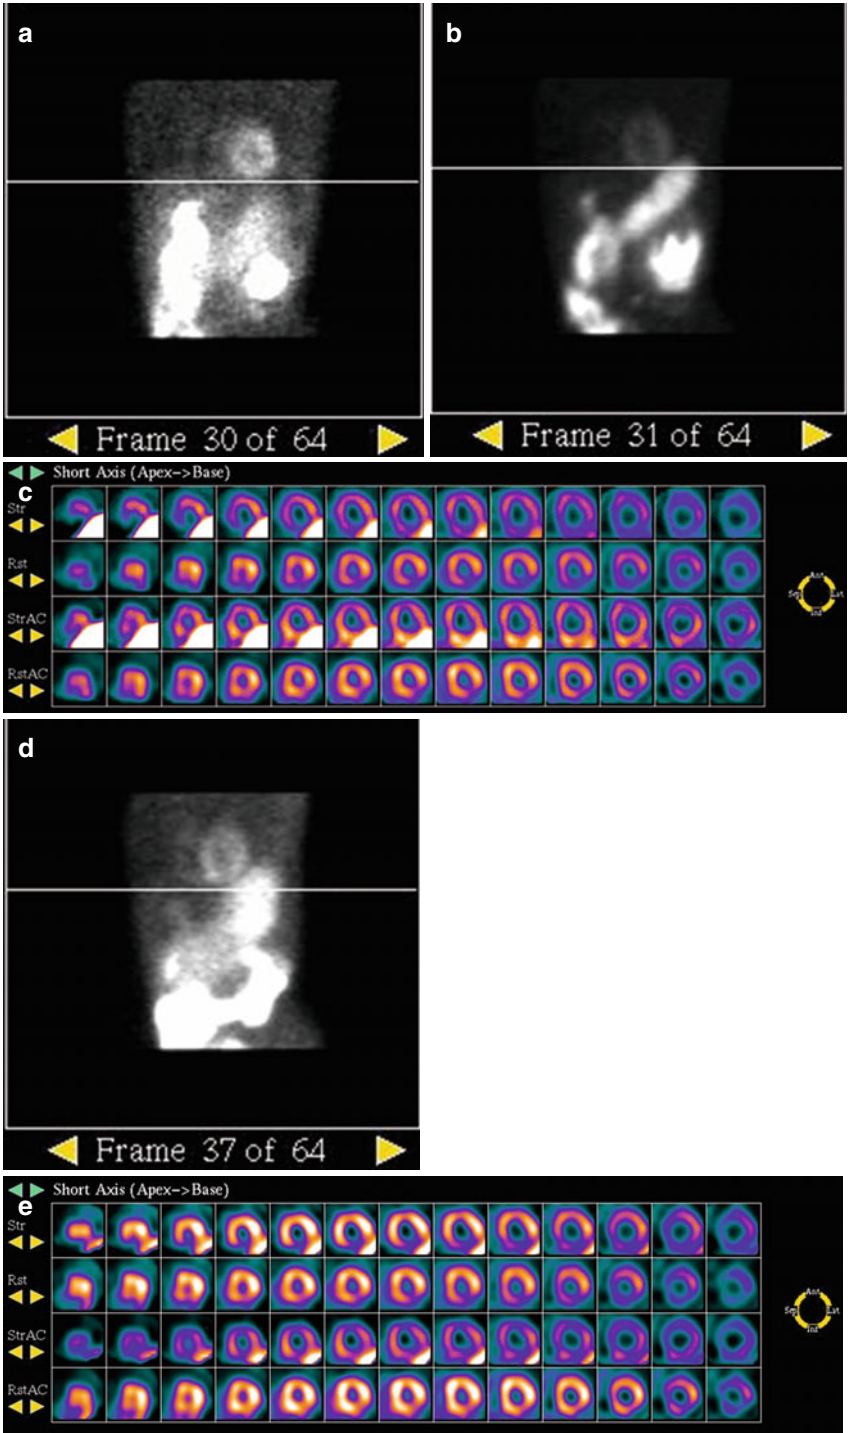 a
b
Frame 30 of 64
Frame 31 of 64
Short Axis (Apex–>Base)
c
Str
Rst
StrAC
RstAC
Ant
Sep
Lat
Inf
d
Frame 37 of 64
Short Axis (Apex–>Base)
e
Str
Rst
StrAC
RstAC
Ant
Sep
Lat
Inf